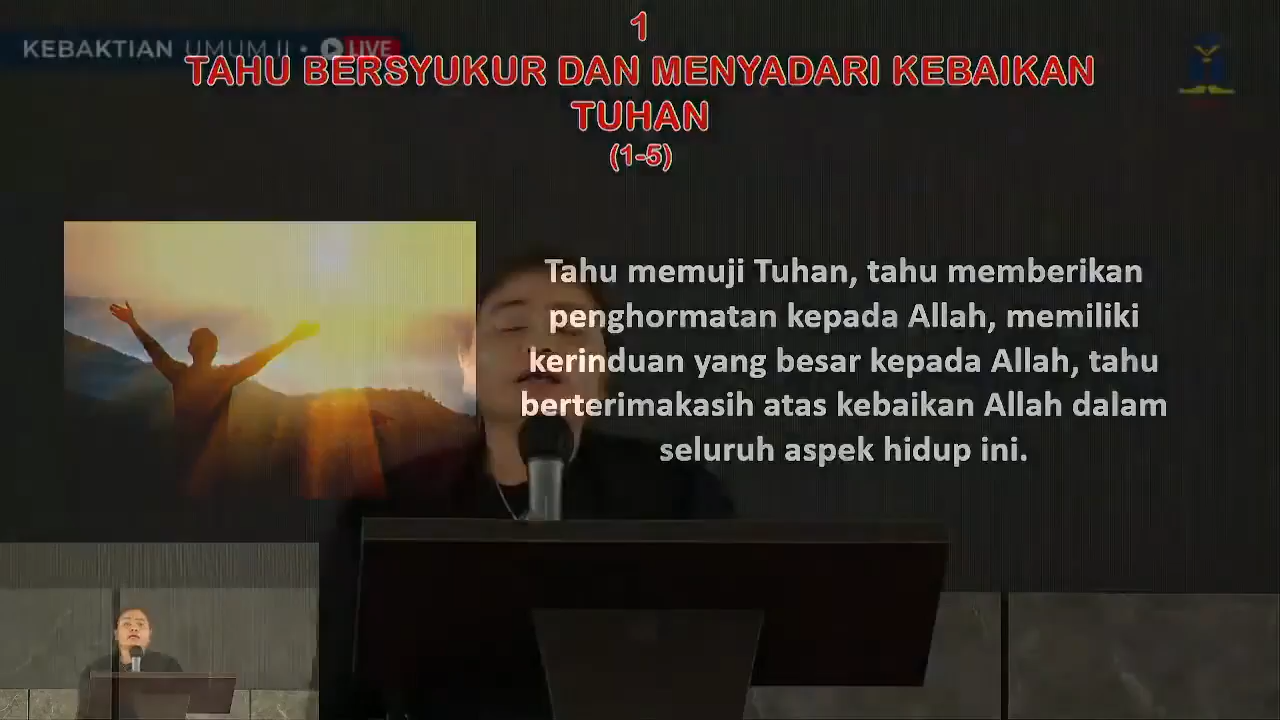 KEBAKTIAN UMUM II • LIVE
1
TAHU BERSYUKUR DAN MENYADARI KEBAIKAN
TUHAN
(1-5)
Tahu memuji Tuhan, tahu memberikan
penghormatan kepada Allah, memiliki
kerinduan yang besar kepada Allah, tahu
berterimakasih atas kebaikan Allah dalam
seluruh aspek hidup ini.